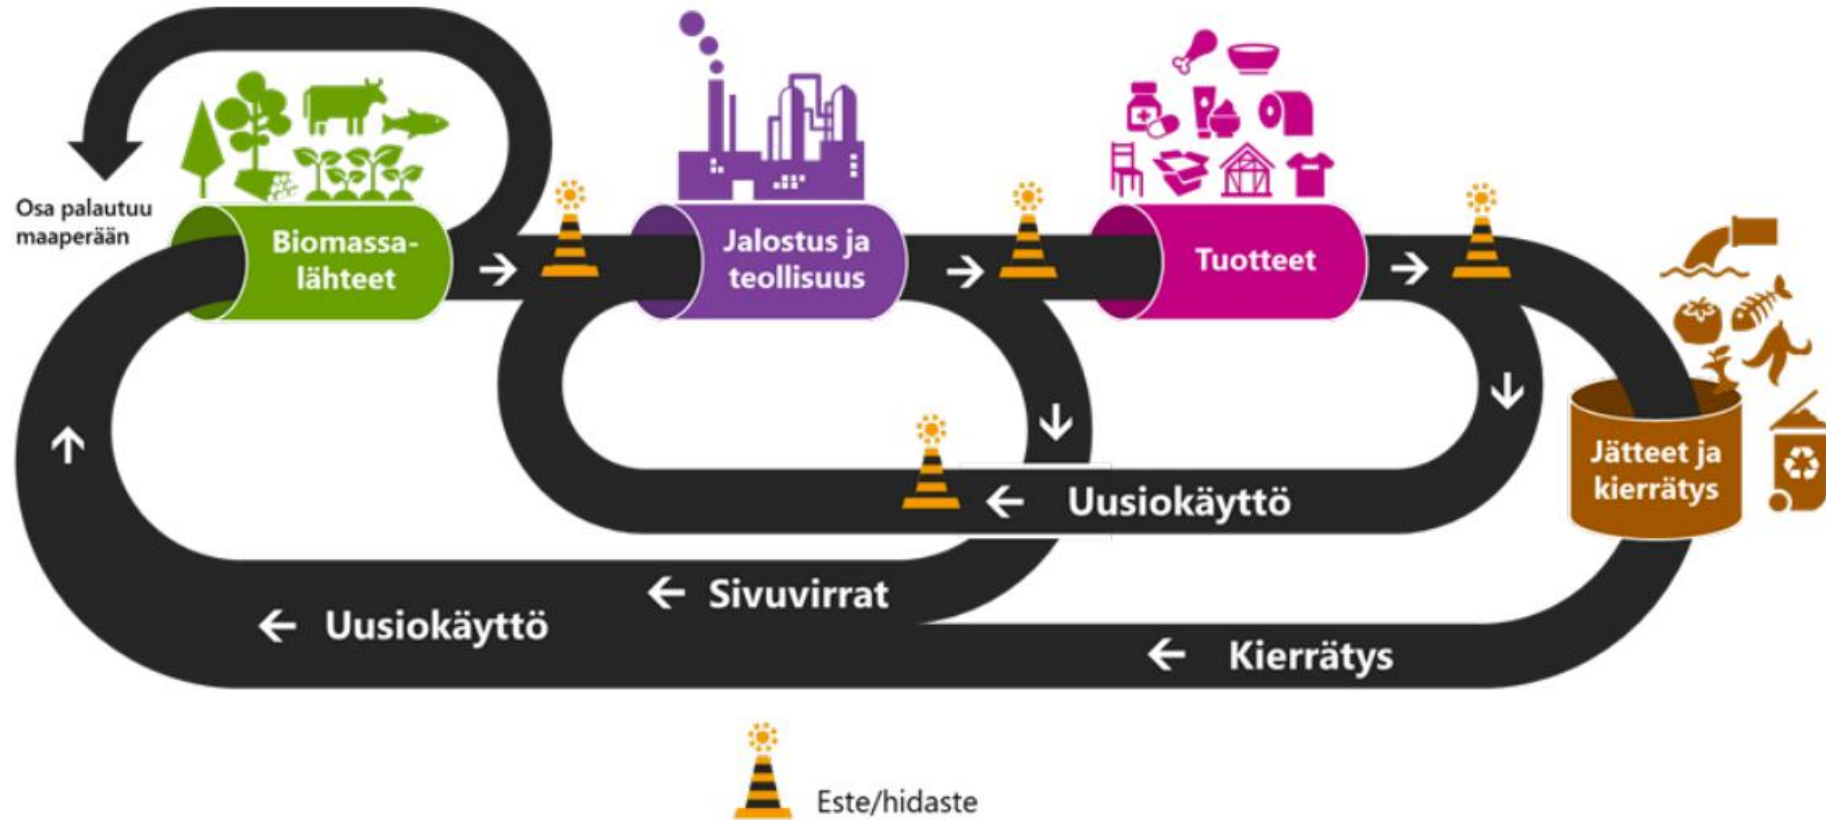 Osa palautuu
maaperään
Biomassa-
lähteet
Jalostus ja
teollisuus
Tuotteet
Jätteet ja
kierrätys
Uusiokäyttö
Sivuvirrat
Uusiokäyttö
Kierrätys
Este/hidaste